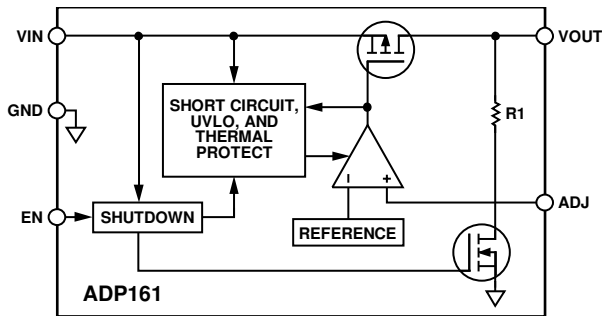 VIN
VOUT
GND
SHORT CIRCUIT,
UVLO, AND
THERMAL
PROTECT
R1
– +
ADJ
EN
SHUTDOWN
REFERENCE
ADP161